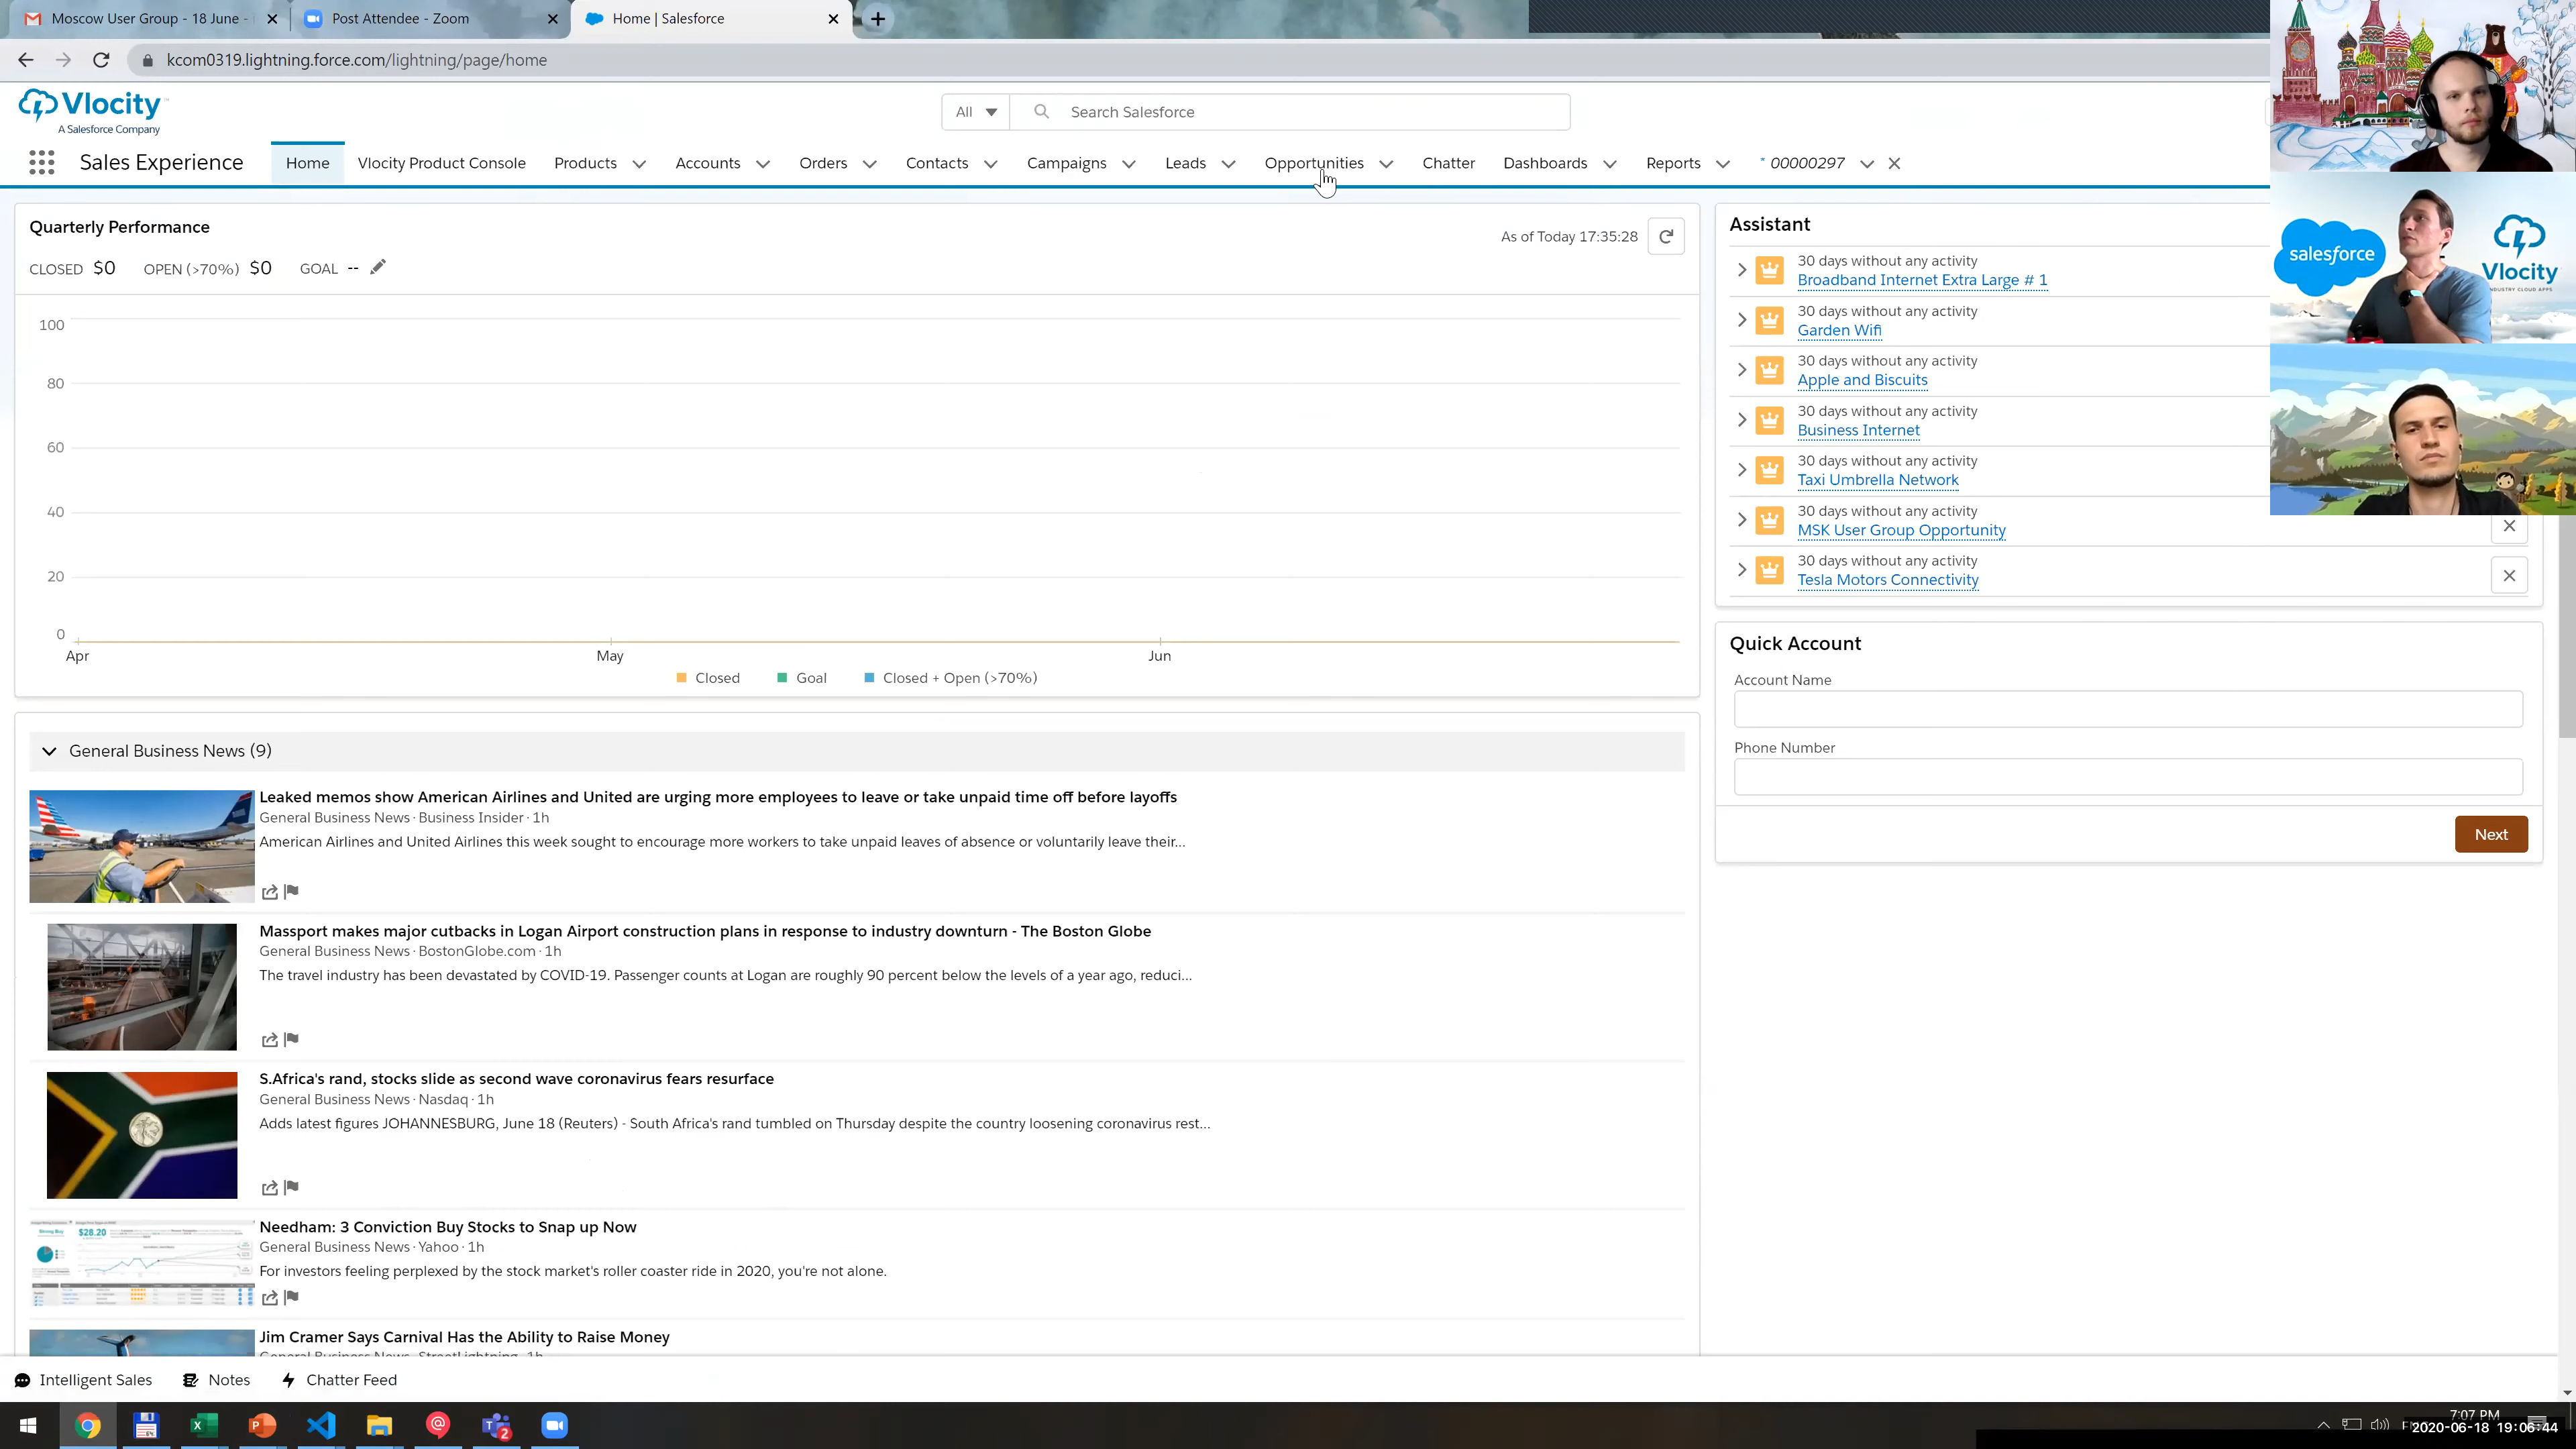 Moscow User Group - 18 June -
Post Attendee - Zoom
Home | Salesforce
kcom0319.lightning.force.com/lightning/page/home
Vlocity
A Salesforce Company
All
Search Salesforce
Sales Experience
Home
Vlocity Product Console
Products
Accounts
Orders
Contacts
Campaigns
Leads
Opportunities
Chatter
Dashboards
Reports
* 00000297
Quarterly Performance
As of Today 17:35:28
CLOSED $0 OPEN (>70%) $0 GOAL --
100
80
60
40
20
0
Apr
May
Jun
Closed
Goal
Closed + Open (>70%)
General Business News (9)
Leaked memos show American Airlines and United are urging more employees to leave or take unpaid time off before layoffs
General Business News · Business Insider · 1h
American Airlines and United Airlines this week sought to encourage more workers to take unpaid leaves of absence or voluntarily leave their...
Massport makes major cutbacks in Logan Airport construction plans in response to industry downturn - The Boston Globe
General Business News · BostonGlobe.com · 1h
The travel industry has been devastated by COVID-19. Passenger counts at Logan are roughly 90 percent below the levels of a year ago, reduci...
S.Africa's rand, stocks slide as second wave coronavirus fears resurface
General Business News · Nasdaq · 1h
Adds latest figures JOHANNESBURG, June 18 (Reuters) - South Africa's rand tumbled on Thursday despite the country loosening coronavirus rest...
$28.20
Needham: 3 Conviction Buy Stocks to Snap up Now
General Business News · Yahoo · 1h
For investors feeling perplexed by the stock market's roller coaster ride in 2020, you're not alone.
Jim Cramer Says Carnival Has the Ability to Raise Money
General Business News · StreetLightning · 1h
Assistant
30 days without any activity
Broadband Internet Extra Large # 1
30 days without any activity
Garden Wifi
30 days without any activity
Apple and Biscuits
30 days without any activity
Business Internet
30 days without any activity
Taxi Umbrella Network
30 days without any activity
MSK User Group Opportunity
30 days without any activity
Tesla Motors Connectivity
Quick Account
Account Name
Phone Number
Next
salesforce
Vlocity
INDUSTRY CLOUD APPS
Intelligent Sales
Notes
Chatter Feed
2
7:07 PM
2020-06-18 19:06:44